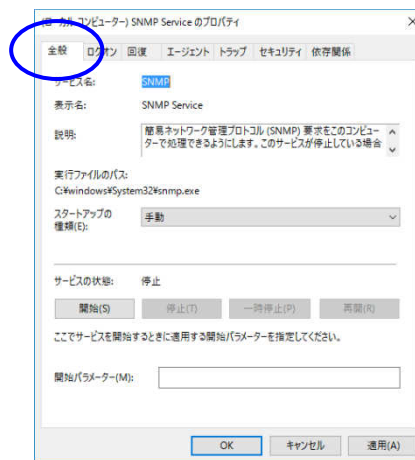 (ローカル コンピューター) SNMP Service のプロパティ
全般 ログオン 回復 エージェント トラップ セキュリティ 依存関係
サービス名: SNMP
表示名: SNMP Service
説明: 簡易ネットワーク管理プロトコル (SNMP) 要求をこのコンピュー
ターで処理できるようにします。このサービスが停止している場合
実行ファイルのパス:
C:¥windows¥System32¥snmp.exe
スタートアップの
種類(E): 手動
サービスの状態: 停止
開始(S) 停止(T) 一時停止(P) 再開(R)
ここでサービスを開始するときに適用する開始パラメーターを指定してください。
開始パラメーター(M):
OK キャンセル 適用(A)